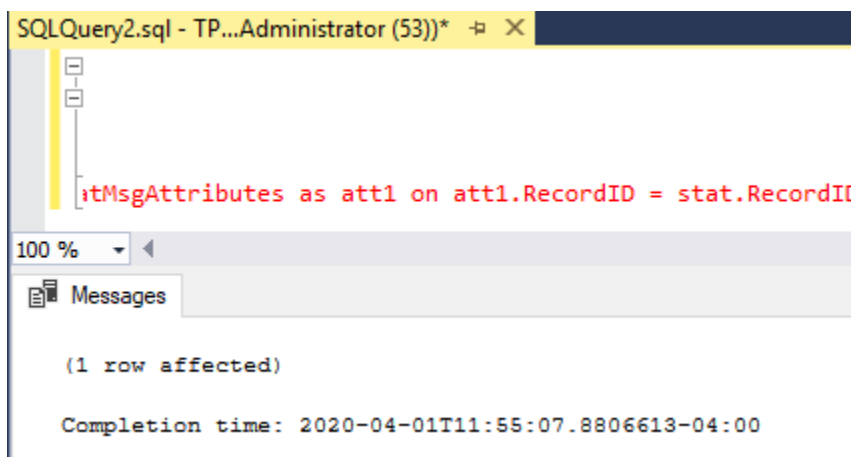 SQLQuery2.sql - TP...Administrator (53))*
atMsgAttributes as att1 on att1.RecordID = stat.RecordID
100 %
Messages
(1 row affected)
Completion time: 2020-04-01T11:55:07.8806613-04:00